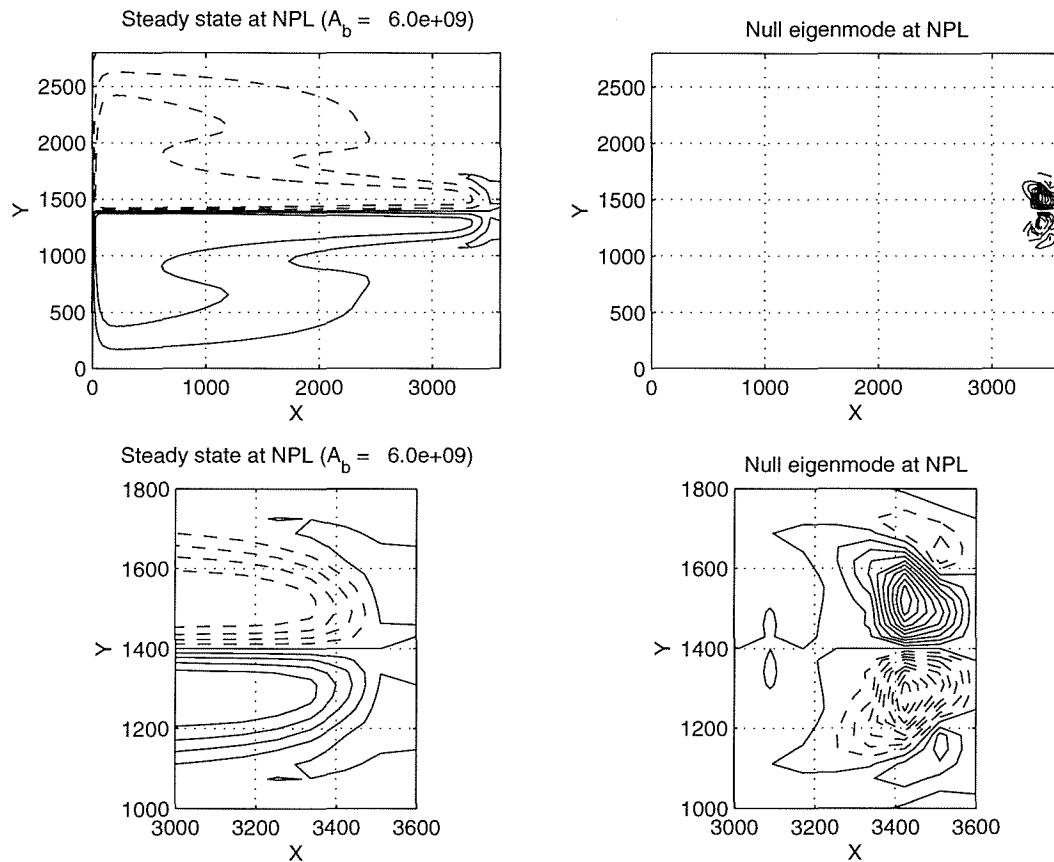 Steady state at NPL (A_b = 6.0e+09)
Y
2500
2000
1500
1000
500
0
0 1000 2000 3000
X
Null eigenmode at NPL
Y
2500
2000
1500
1000
500
0
0 1000 2000 3000
X
Steady state at NPL (A_b = 6.0e+09)
Y
1800
1600
1400
1200
1000
3000 3200 3400 3600
X
Null eigenmode at NPL
Y
1800
1600
1400
1200
1000
3000 3200 3400 3600
X